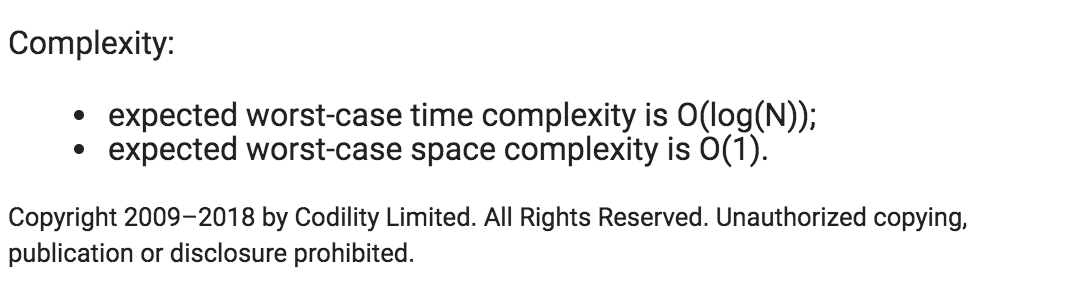 Complexity:
• expected worst-case time complexity is O(log(N));
• expected worst-case space complexity is O(1).
Copyright 2009–2018 by Codility Limited. All Rights Reserved. Unauthorized copying,
publication or disclosure prohibited.